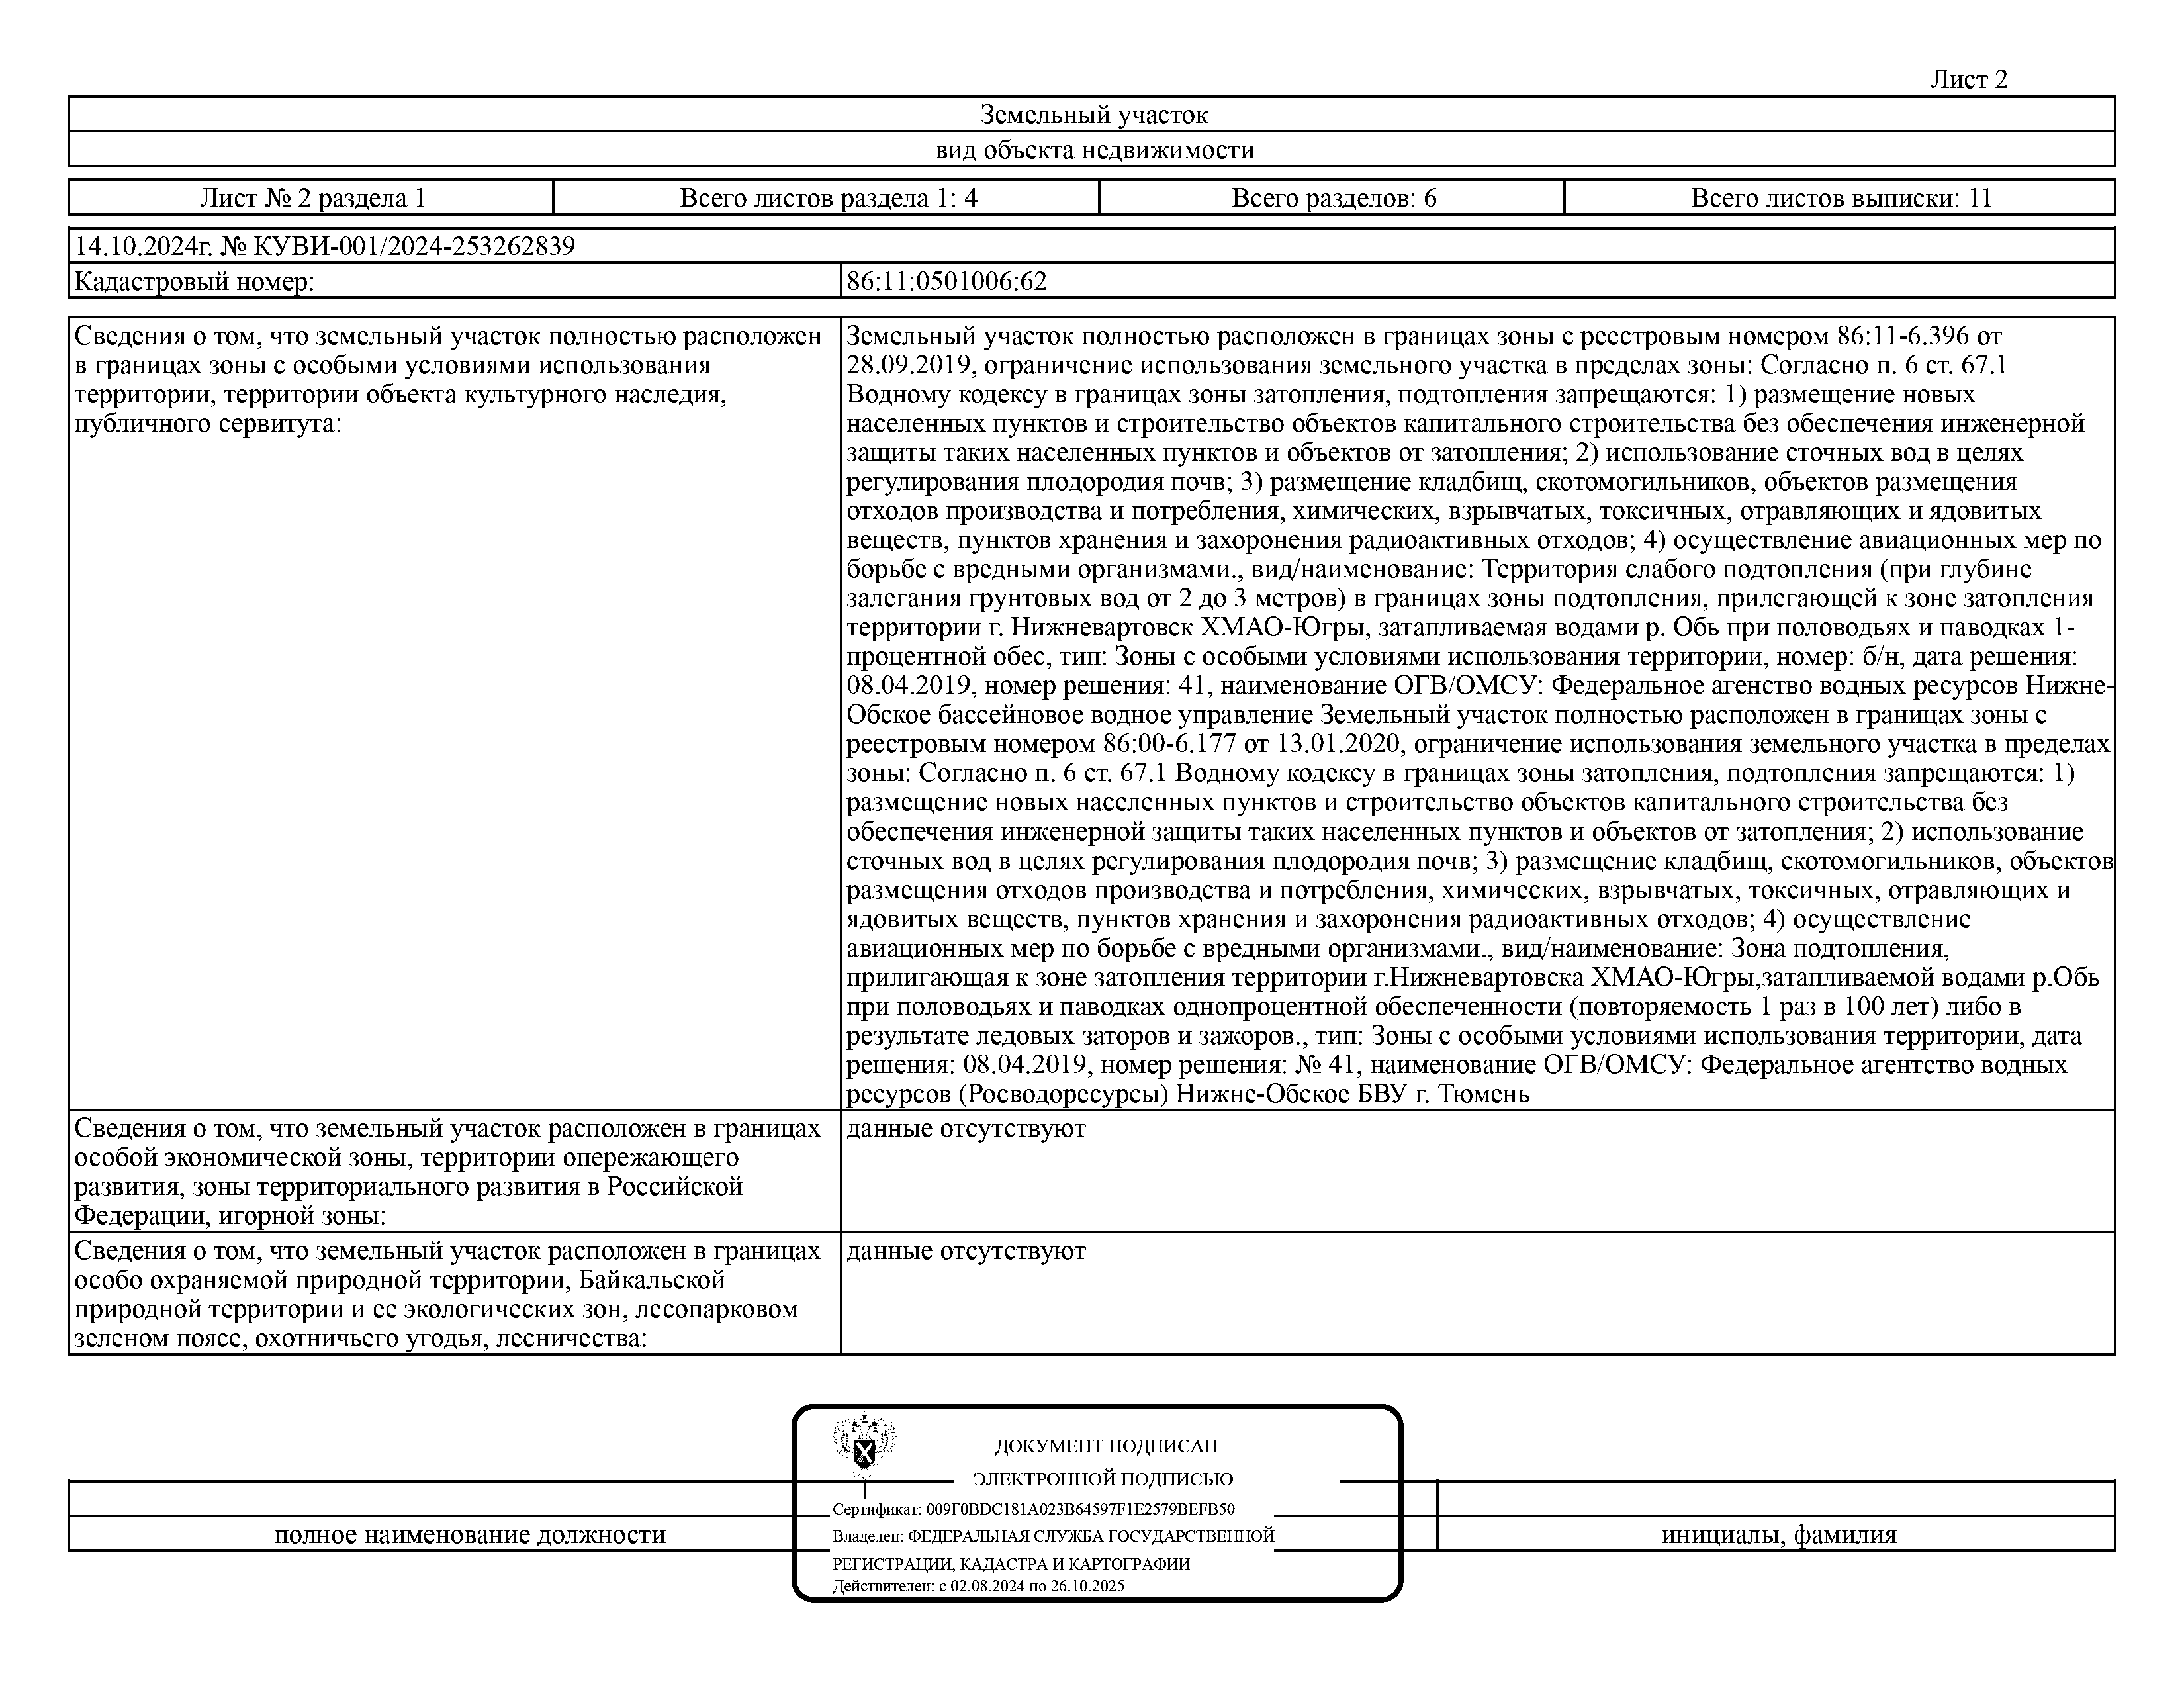 Лист 2
Земельный участок
вид объекта недвижимости
Лист № 2 раздела 1 Всего листов раздела 1: 4 Всего разделов: 6 Всего листов выписки: 11
14.10.2024г. № КУВИ-001/2024-253262839
Кадастровый номер: 86:11:0501006:62
Сведения о том, что земельный участок полностью расположен
в границах зоны с особыми условиями использования
территории, территории объекта культурного наследия,
публичного сервитута:
Земельный участок полностью расположен в границах зоны с реестровым номером 86:11-6.396 от
28.09.2019, ограничение использования земельного участка в пределах зоны: Согласно п. 6 ст. 67.1
Водному кодексу в границах зоны затопления, подтопления запрещаются: 1) размещение новых
населенных пунктов и строительство объектов капитального строительства без обеспечения инженерной
защиты таких населенных пунктов и объектов от затопления; 2) использование сточных вод в целях
регулирования плодородия почв; 3) размещение кладбищ, скотомогильников, объектов размещения
отходов производства и потребления, химических, взрывчатых, токсичных, отравляющих и ядовитых
веществ, пунктов хранения и захоронения радиоактивных отходов; 4) осуществление авиационных мер по
борьбе с вредными организмами., вид/наименование: Территория слабого подтопления (при глубине
залегания грунтовых вод от 2 до 3 метров) в границах зоны подтопления, прилегающей к зоне затопления
территории г. Нижневартовск ХМАО-Югры, затапливаемая водами р. Обь при половодьях и паводках 1-
процентной обес, тип: Зоны с особыми условиями использования территории, номер: б/н, дата решения:
08.04.2019, номер решения: 41, наименование ОГВ/ОМСУ: Федеральное агенство водных ресурсов Нижне-
Обское бассейновое водное управление Земельный участок полностью расположен в границах зоны с
реестровым номером 86:00-6.177 от 13.01.2020, ограничение использования земельного участка в пределах
зоны: Согласно п. 6 ст. 67.1 Водному кодексу в границах зоны затопления, подтопления запрещаются: 1)
размещение новых населенных пунктов и строительство объектов капитального строительства без
обеспечения инженерной защиты таких населенных пунктов и объектов от затопления; 2) использование
сточных вод в целях регулирования плодородия почв; 3) размещение кладбищ, скотомогильников, объектов
размещения отходов производства и потребления, химических, взрывчатых, токсичных, отравляющих и
ядовитых веществ, пунктов хранения и захоронения радиоактивных отходов; 4) осуществление
авиационных мер по борьбе с вредными организмами., вид/наименование: Зона подтопления,
прилигающая к зоне затопления территории г.Нижневартовска ХМАО-Югры,затапливаемой водами р.Обь
при половодьях и паводках однопроцентной обеспеченности (повторяемость 1 раз в 100 лет) либо в
результате ледовых заторов и зажоров., тип: Зоны с особыми условиями использования территории, дата
решения: 08.04.2019, номер решения: № 41, наименование ОГВ/ОМСУ: Федеральное агентство водных
ресурсов (Росводоресурсы) Нижне-Обское БВУ г. Тюмень
Сведения о том, что земельный участок расположен в границах
особой экономической зоны, территории опережающего
развития, зоны территориального развития в Российской
Федерации, игорной зоны:
данные отсутствуют
Сведения о том, что земельный участок расположен в границах
особо охраняемой природной территории, Байкальской
природной территории и ее экологических зон, лесопарковом
зеленом поясе, охотничьего угодья, лесничества:
данные отсутствуют
ДОКУМЕНТ ПОДПИСАН
ЭЛЕКТРОННОЙ ПОДПИСЬЮ
Сертификат: 009F0BDC181A023B64597F1E2579BEFB50
Владелец: ФЕДЕРАЛЬНАЯ СЛУЖБА ГОСУДАРСТВЕННОЙ
РЕГИСТРАЦИИ, КАДАСТРА И КАРТОГРАФИИ
Действителен: с 02.08.2024 по 26.10.2025
полное наименование должности
инициалы, фамилия